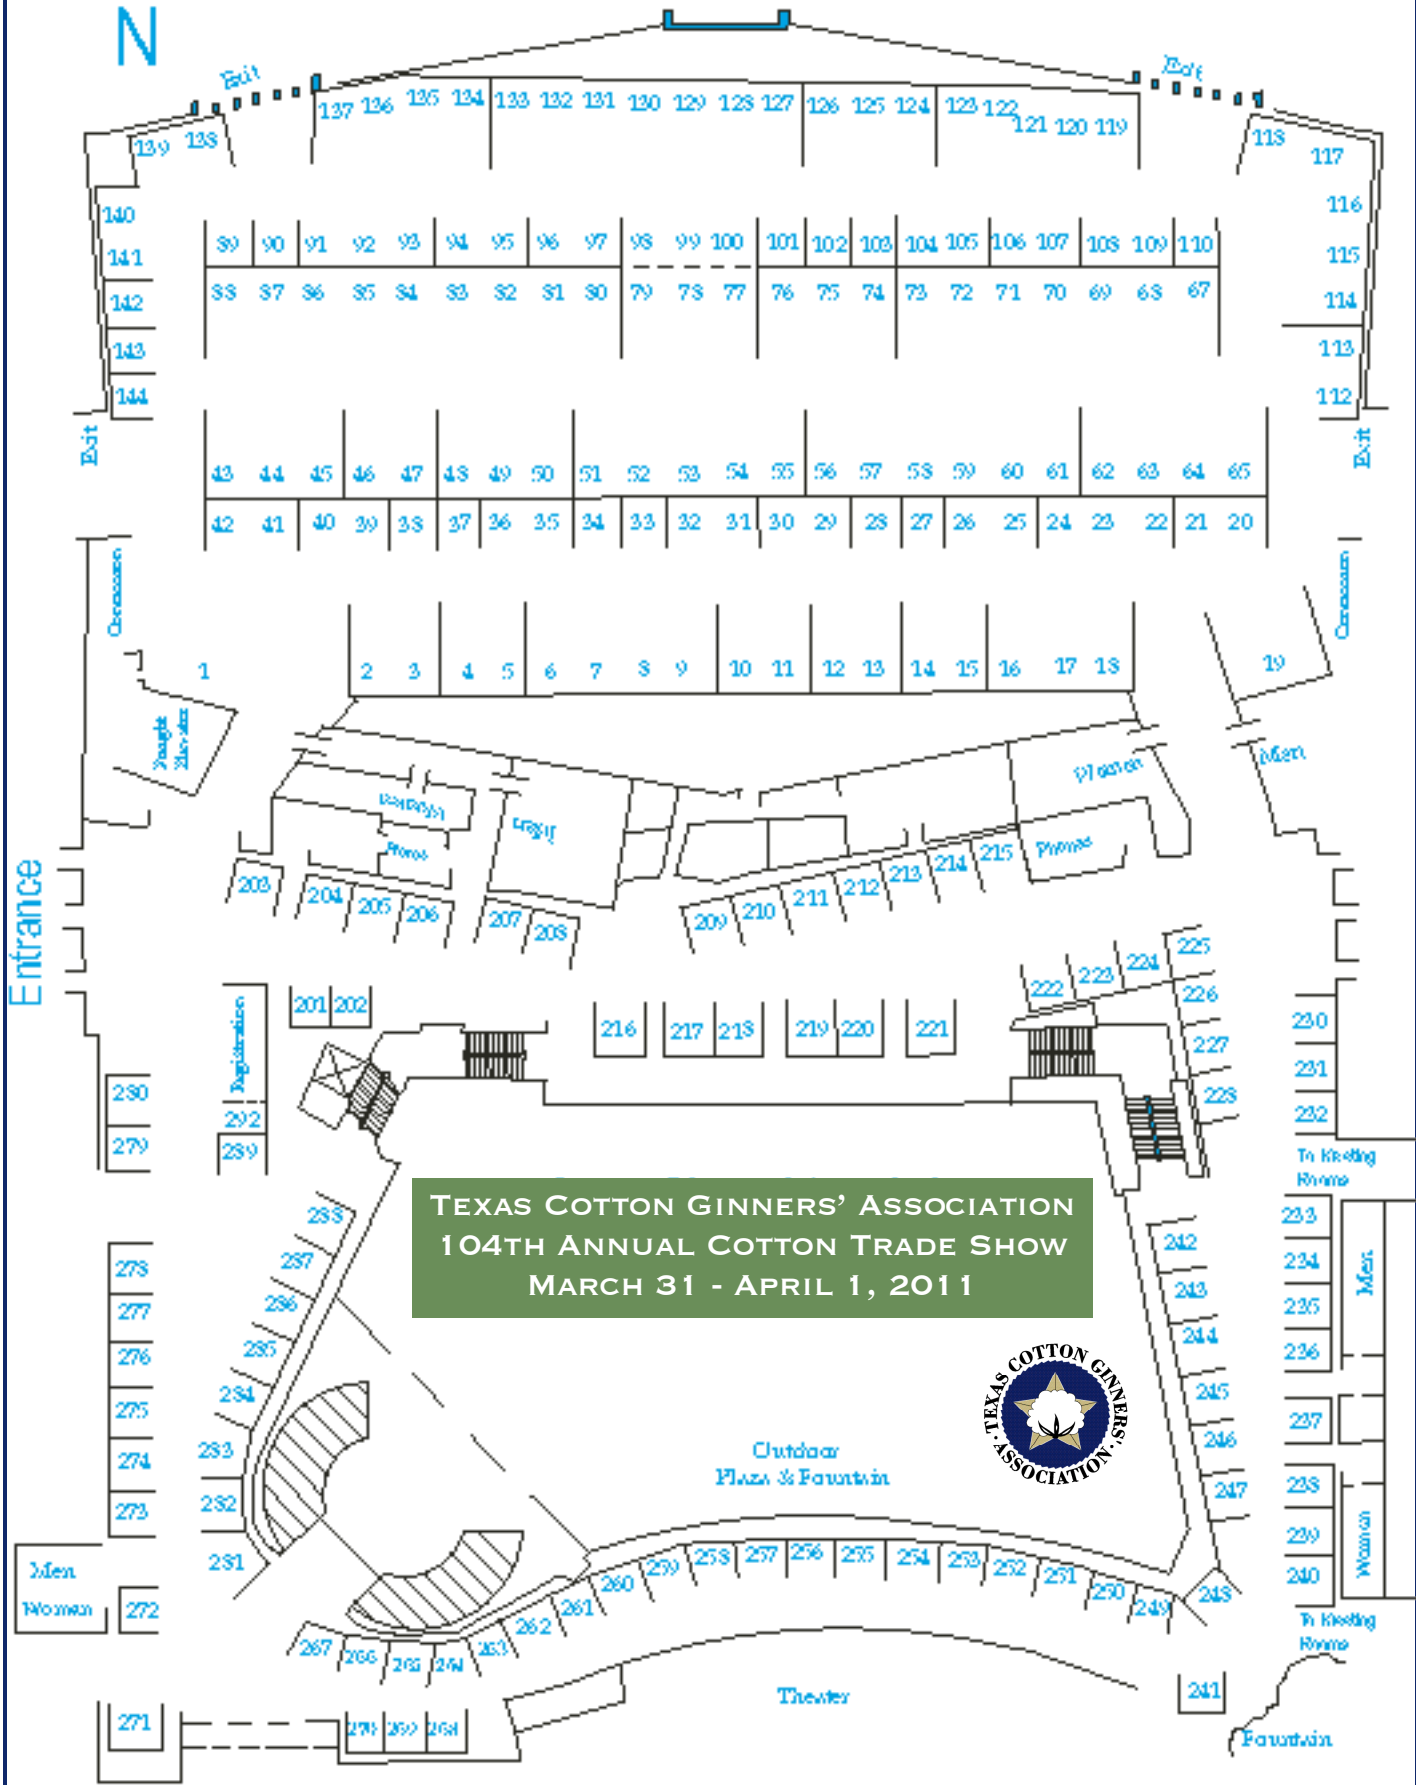 N
Exit
Exit
137 136 135 134 133 132 131 130 129 128 127 126 125 124 123 122 121 120 119
139 138
118 117
140
116
141
115
142
114
143
113
144
112
89 90 91 92 93 94 95 96 97 98 99 100 101 102 103 104 105 106 107 108 109 110
88 87 86 85 84 83 82 81 80 79 78 77 76 75 74 73 72 71 70 69 68 67
Exit
Exit
43 44 45 46 47 48 49 50 51 52 53 54 55 56 57 58 59 60 61 62 63 64 65
42 41 40 39 38 37 36 35 34 33 32 31 30 29 28 27 26 25 24 23 22 21 20
1 2 3 4 5 6 7 8 9 10 11 12 13 14 15 16 17 18 19
Freight
Elevator
Women
Men
Kitchen
Phones
Phones
Entrance
203 204 205 206 207 208 209 210 211 212 213 214 215
222 223 224 225
226
227
228
201 202
216 217 218 219 220 221
230
231
232
Registration
292
289
280
279
To Meeting
Rooms
TEXAS COTTON GINNERS' ASSOCIATION
104TH ANNUAL COTTON TRADE SHOW
MARCH 31 - APRIL 1, 2011
TEXAS COTTON GINNERS'
· ASSOCIATION ·
288
287
286
285
284
283
282
281
278
277
276
275
274
273
Men
Women
272
271
242
243
244
245
246
247
248
233
234
235
236
237
238
239
240
Men
Women
To Meeting
Rooms
Outdoor
Plaza & Fountain
267 266 265 264 263 262 261 260 259 258 257 256 255 254 253 252 251 250 249
270 269 268
Theater
241
Fountain